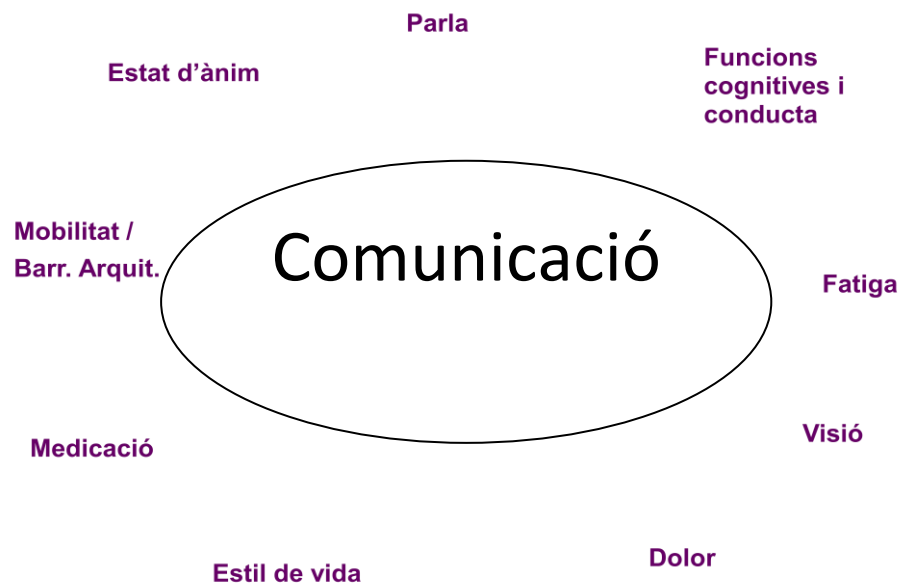 Parla
Estat d’ànim
Funcions
cognitives i
conducta
Mobilitat /
Barr. Arquit.
Comunicació
Fatiga
Medicació
Visió
Estil de vida
Dolor